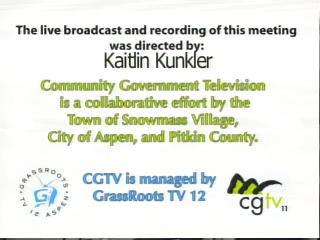 The live broadcast and recording of this meeting
was directed by:
Kaitlin Kunkler
Community Government Television
is a collaborative effort by the
Town of Snowmass Village,
City of Aspen, and Pitkin County.
GRASSROOTS
TV 12 ASPEN
CGTV is managed by
GrassRoots TV 12
cgtv11